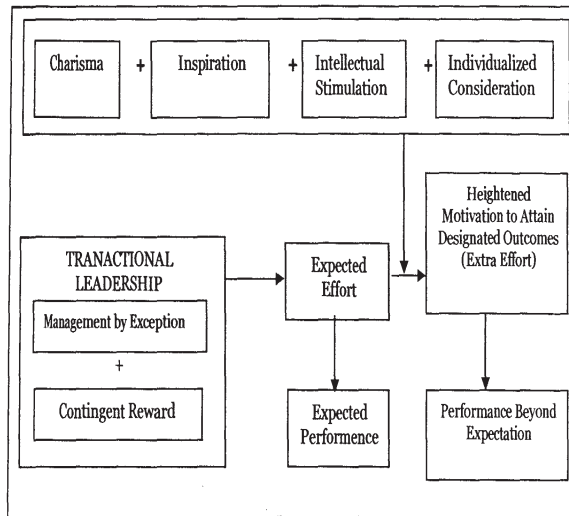 Charisma + Inspiration + Intellectual Stimulation + Individualized Consideration
Heightened
Motivation to Attain
Designated Outcomes
(Extra Effort)
TRANACTIONAL
LEADERSHIP
Management by Exception
+
Contingent Reward
Expected
Effort
Expected
Performence
Performance Beyond
Expectation